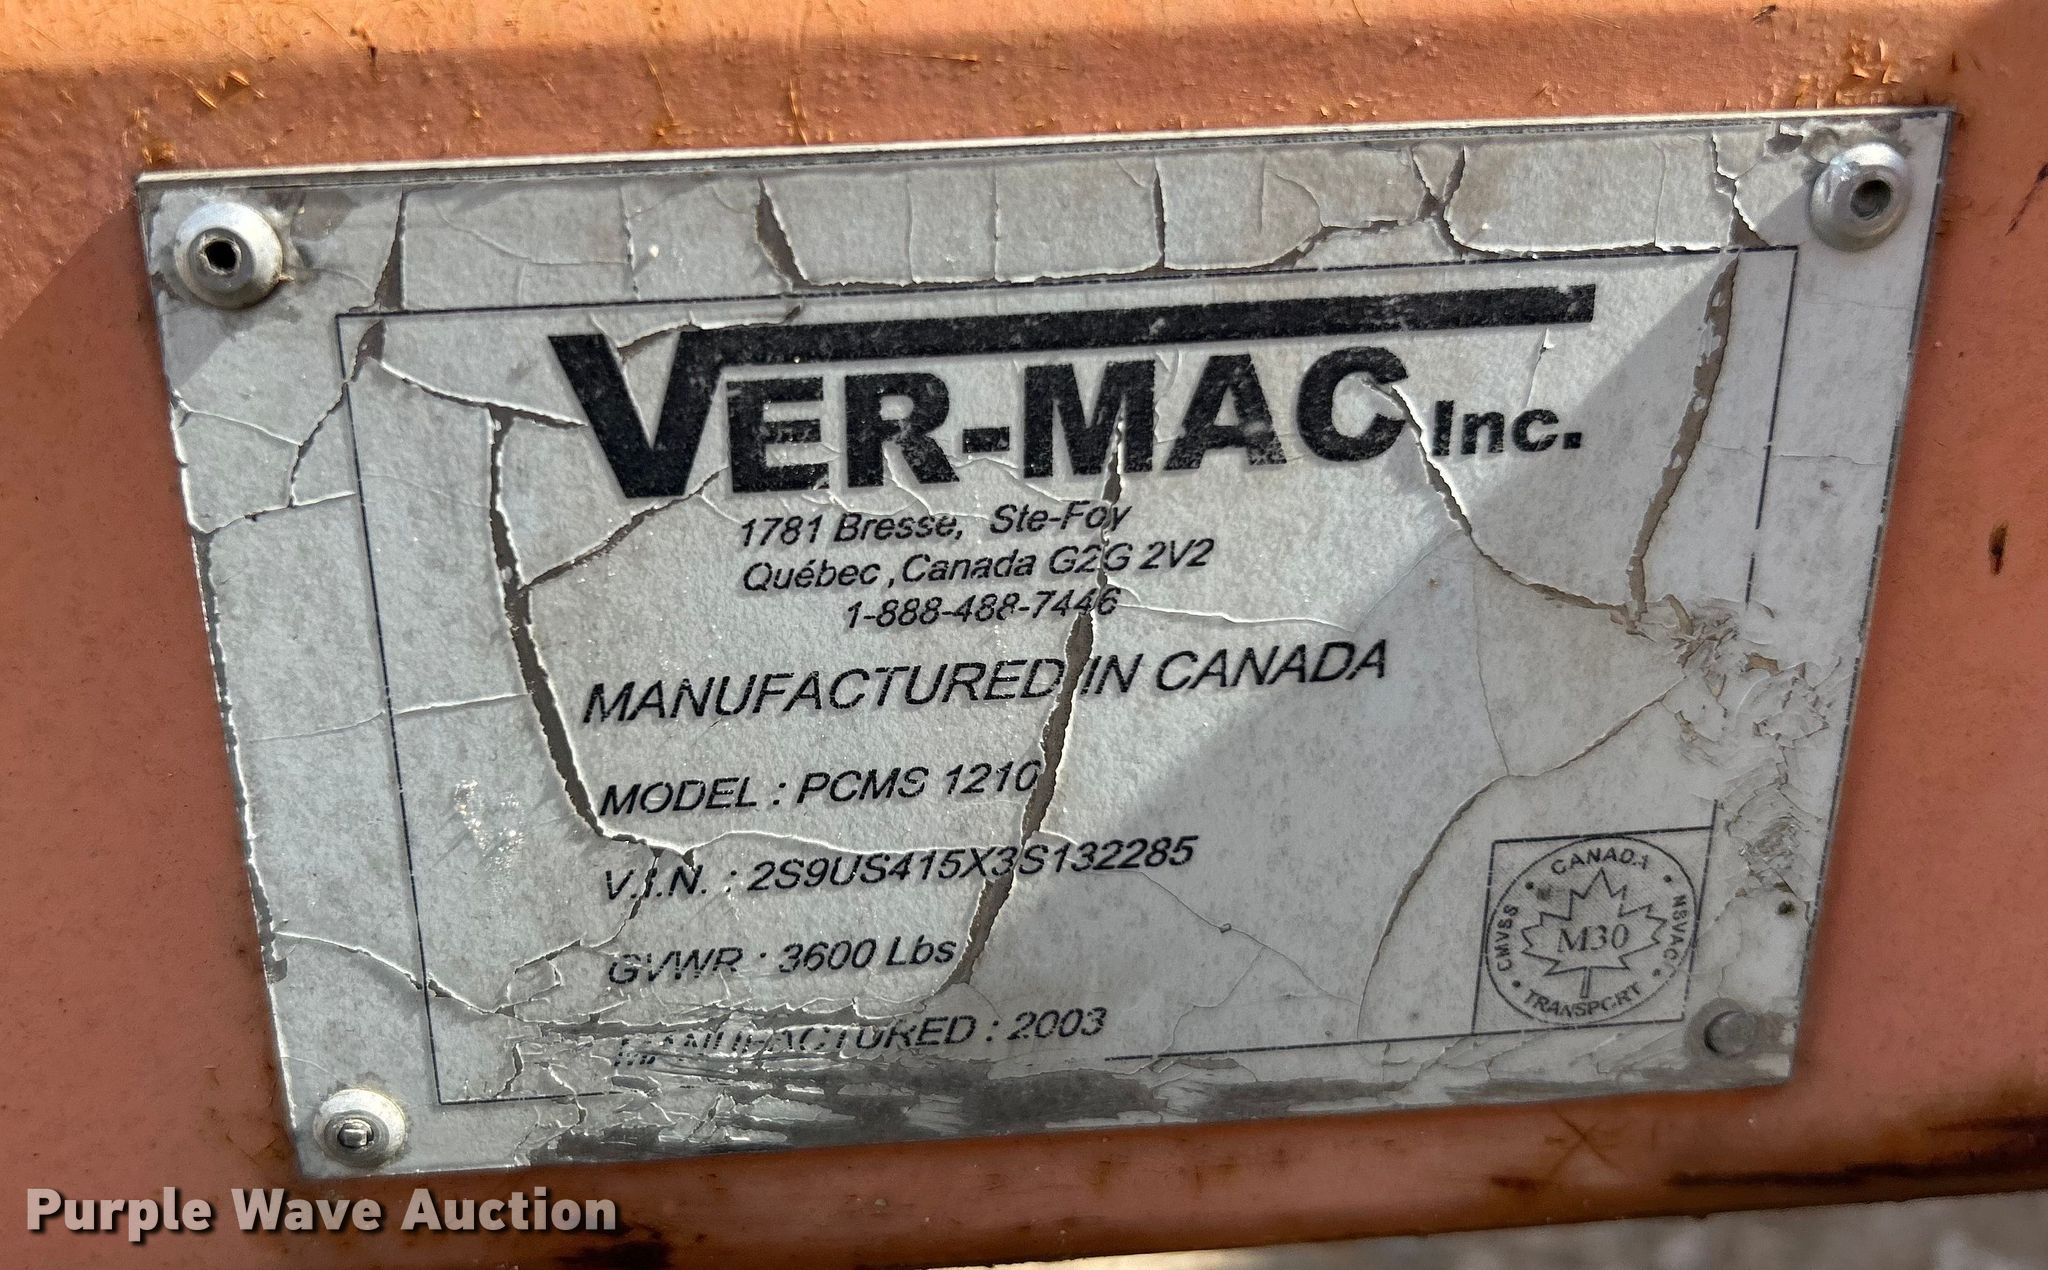 VER-MAC Inc.
1781 Bresse, Ste-Foy
Québec ,Canada G2G 2V2
1-888-488-7446
MANUFACTURED IN CANADA
MODEL : PCMS 1210
V.I.N. : 2S9US415X3S132285
GVWR : 3600 Lbs
MANUFACTURED : 2003
CANADA
CMVSS
NSVAC
M30
TRANSPORT
Purple Wave Auction